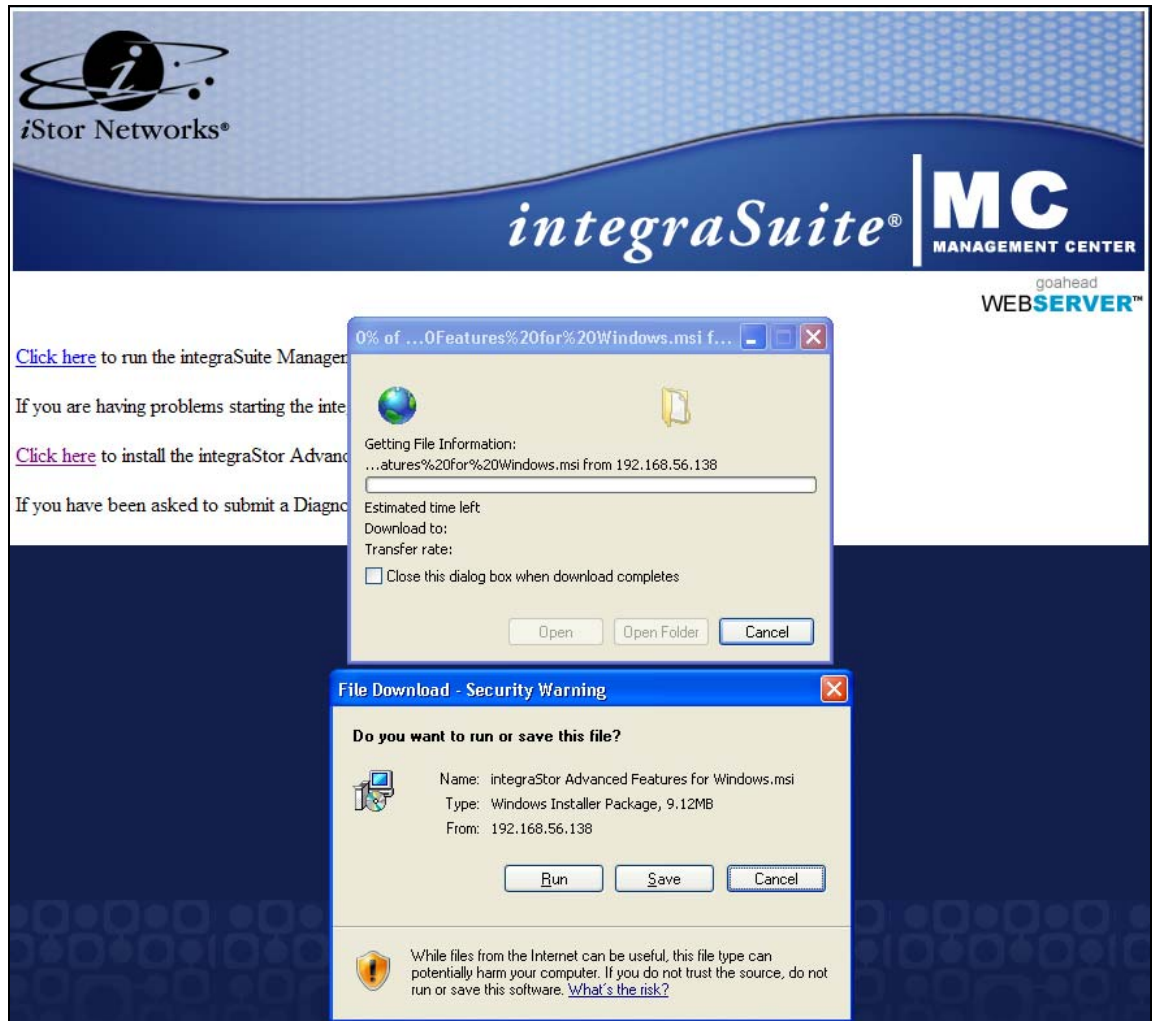 i
iStor Networks®
integraSuite®
MC
MANAGEMENT CENTER
goahead
WEBSERVER™
Click here to run the integraSuite
If you are having problems starting the
Click here to install the integraStor
If you have been asked to submit a
0% of ...0Features%20for%20Windows.msi f...
Getting File Information:
...atures%20for%20Windows.msi from 192.168.56.138
Estimated time left
Download to:
Transfer rate:
Close this dialog box when download completes
Open
Open Folder
Cancel
File Download - Security Warning
Do you want to run or save this file?
Name: integraStor Advanced Features for Windows.msi
Type: Windows Installer Package, 9.12MB
From: 192.168.56.138
Run
Save
Cancel
While files from the Internet can be useful, this file type can
potentially harm your computer. If you do not trust the source, do not
run or save this software. What's the risk?